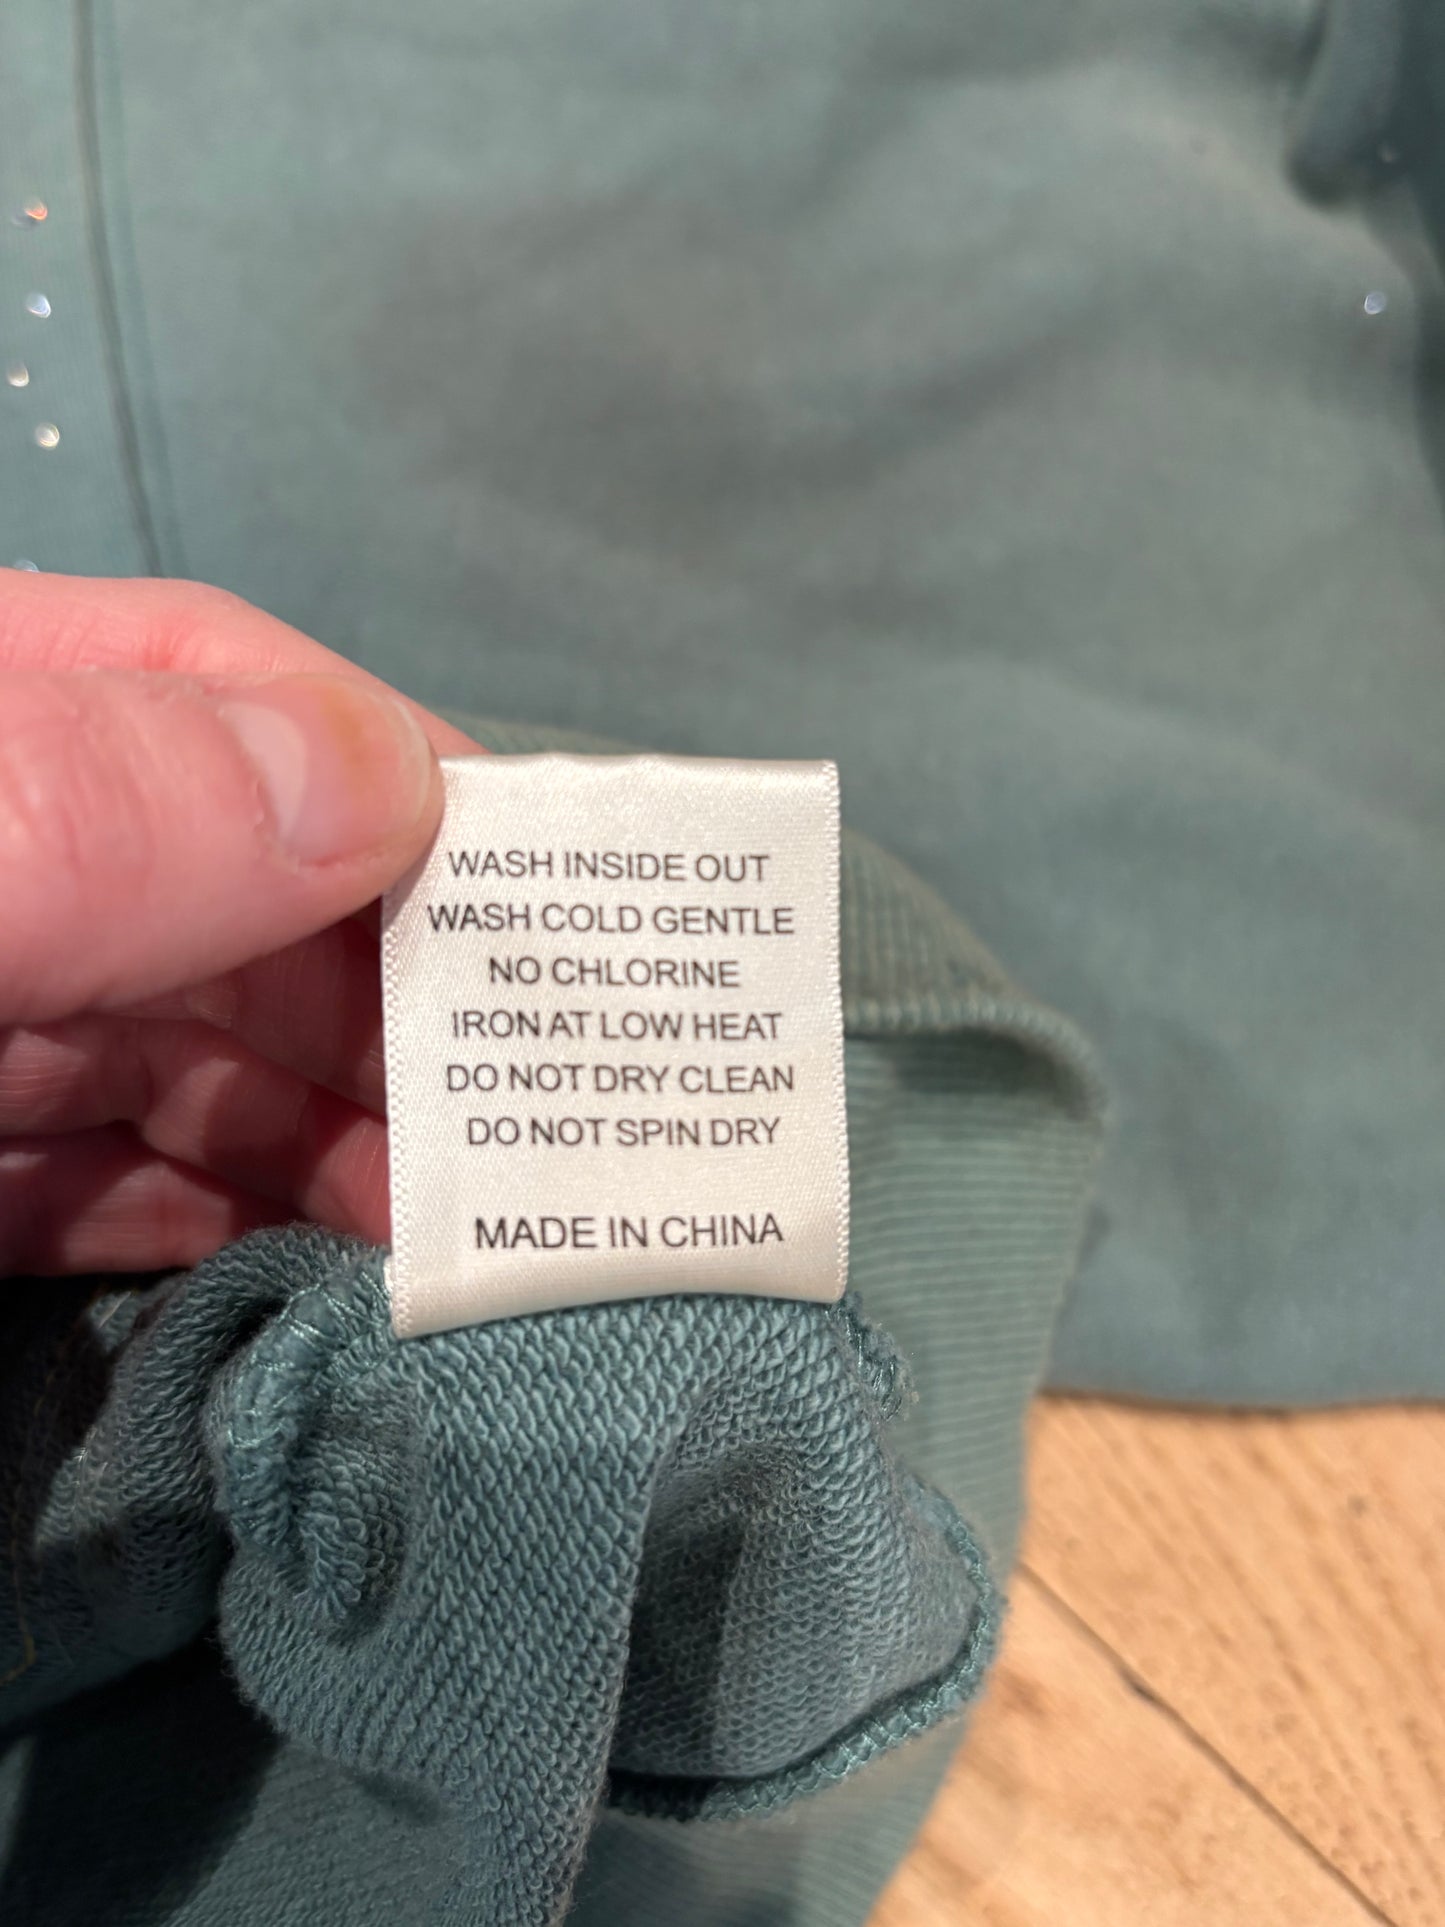 WASH INSIDE OUT
WASH COLD GENTLE
NO CHLORINE
IRON AT LOW HEAT
DO NOT DRY CLEAN
DO NOT SPIN DRY
MADE IN CHINA